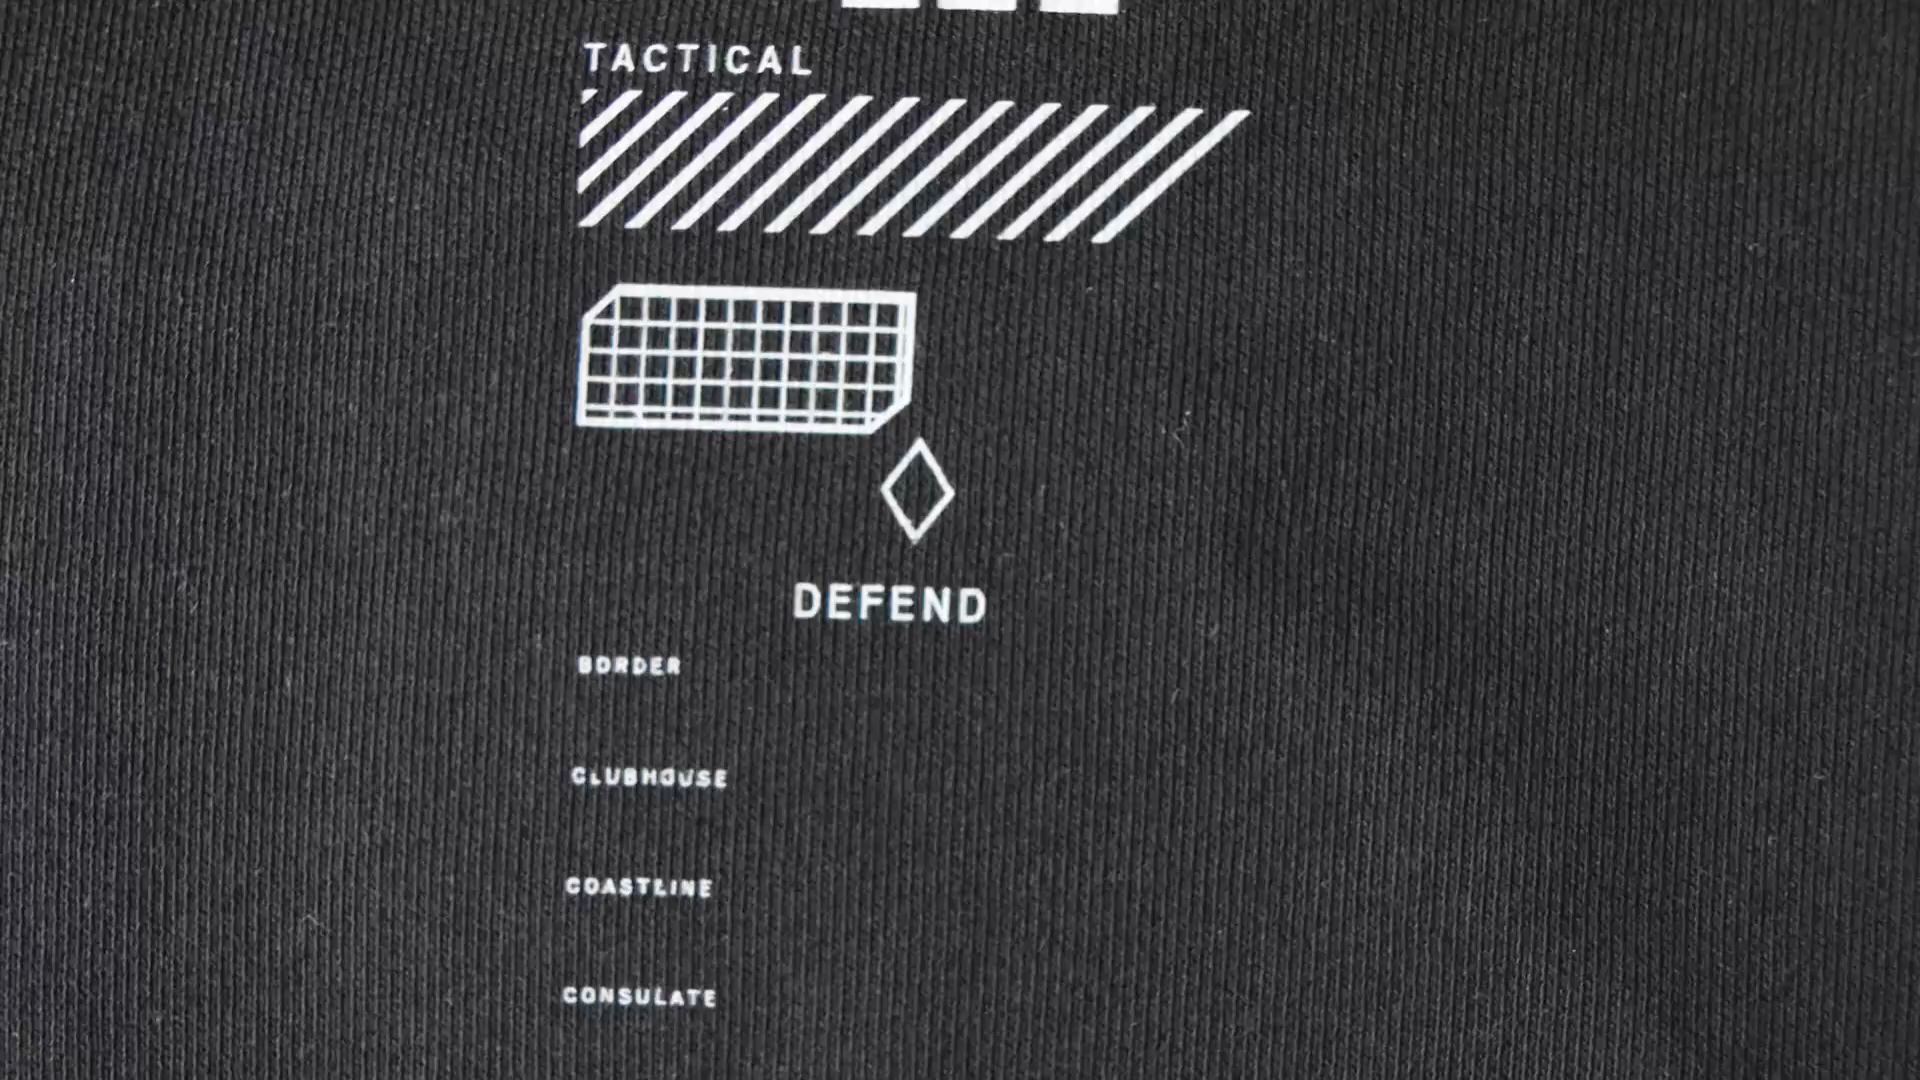 TACTICAL
DEFEND
BORDER
CLUBHOUSE
COASTLINE
CONSULATE